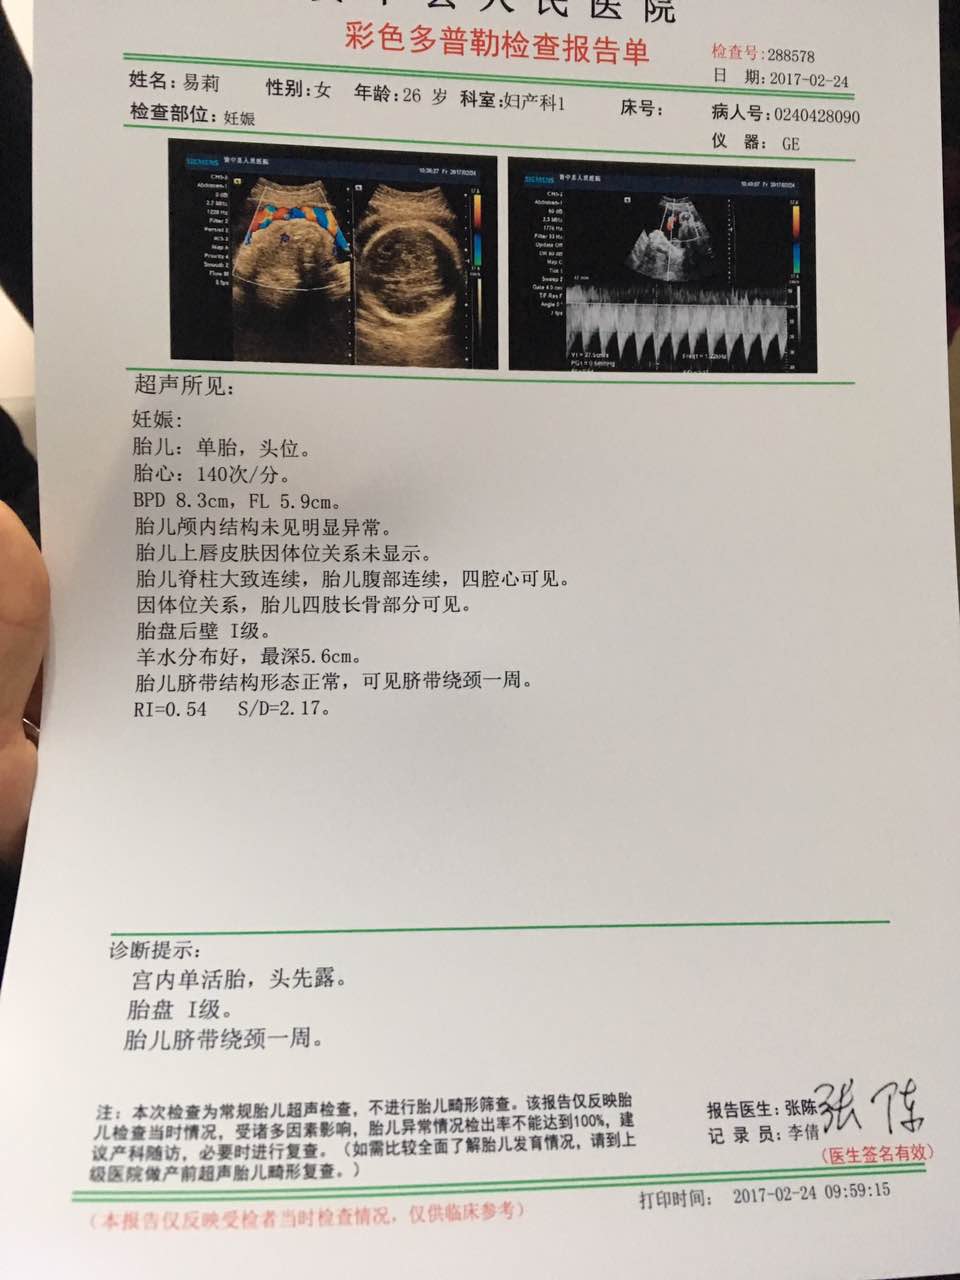 人民医院
彩色多普勒检查报告单
检查号:288578
日 期:2017-02-24
姓名:易莉 性别:女 年龄:26 岁 科室:妇产科1 床号: 病人号:0240428090
检查部位:妊娠 仪 器: GE
SIEMENS
SIEMENS
超声所见:
妊娠:
胎儿: 单胎, 头位。
胎心: 140次/分。
BPD 8.3cm, FL 5.9cm。
胎儿颅内结构未见明显异常。
胎儿上唇皮肤因体位关系未显示。
胎儿脊柱大致连续, 胎儿腹部连续, 四腔心可见。
因体位关系, 胎儿四肢长骨部分可见。
胎盘后壁 I级。
羊水分布好, 最深5.6cm。
胎儿脐带结构形态正常, 可见脐带绕颈一周。
RI=0.54 S/D=2.17。
诊断提示:
宫内单活胎, 头先露。
胎盘 I级。
胎儿脐带绕颈一周。
注: 本次检查为常规胎儿超声检查, 不进行胎儿畸形筛查。该报告仅反映胎
儿检查当时情况, 受诸多因素影响, 胎儿异常情况检出率不能达到100%, 建
议产科随访, 必要时进行复查。(如需比较全面了解胎儿发育情况, 请到上
级医院做产前超声胎儿畸形复查。)
报告医生: 张陈 张陈
记 录 员: 李倩
(医生签名有效)
打印时间: 2017-02-24 09:59:15
(本报告仅反映受检者当时检查情况, 仅供临床参考)